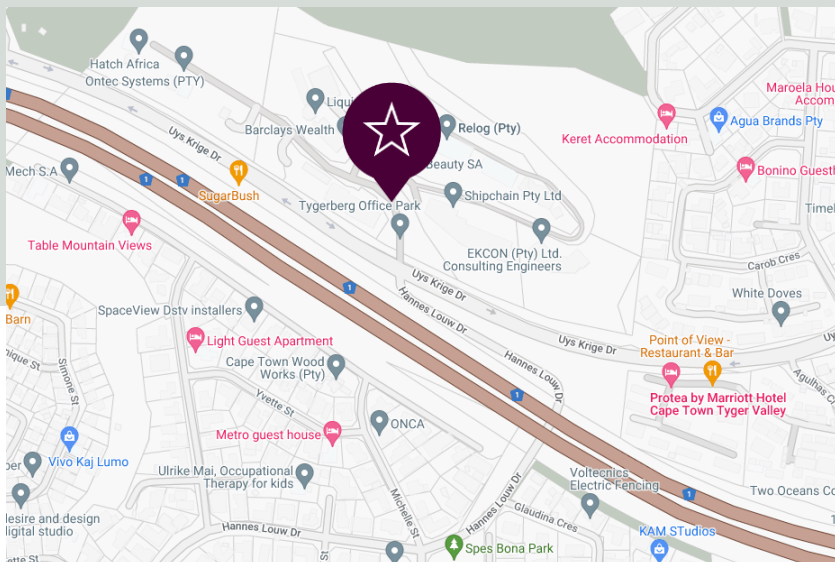 Hatch Africa
Ontec Systems (PTY)
Maroela
Accom
Agua Brands Pty
Barclays Wealth
Relog (Pty)
Keret Accommodation
Uys Krige Dr
Beauty SA
Mech S.A
Bonino
SugarBush
Tygerberg Office Park
Shipchain Pty Ltd
Table Mountain Views
EKCON (Pty) Ltd.
Consulting Engineers
Carob Cres
1
1
1
Uys Krige Dr
Hannes Louw Dr
White Doves
SpaceView Dstv installers
Barn
Light Guest Apartment
Uys Krige Dr
Point of View -
Restaurant & Bar
Hannes Louw Dr
Cape Town Wood
Works (Pty)
Simone St
Yvette St
1
Protea by Marriott Hotel
Cape Town Tyger Valley
Agulhas
ONCA
Metro guest house
Vivo Kaj Lumo
Ulrike Mai, Occupational
Therapy for kids
Voltecnics
Electric Fencing
1
Two Oceans
Michelle St
Hannes Louw Dr
Glaudina Cres
desire and design
digital studio
Hannes Louw Dr
KAM STudios
Spes Bona Park